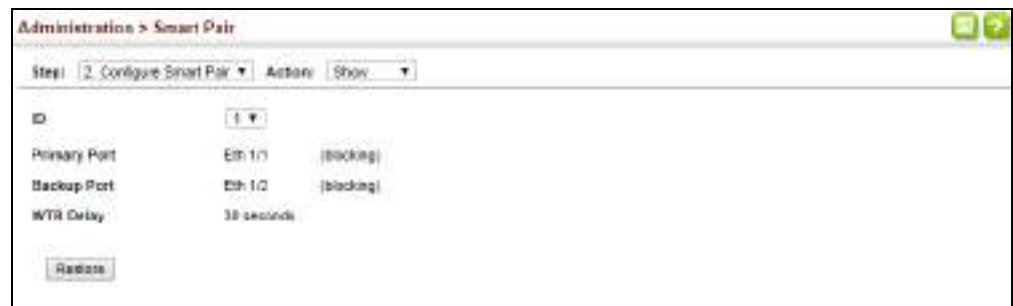 Administration > Smart Pair
Step: 2. Configure Smart Pair Action: Show
ID 1
Primary Port Eth 1/1 (blocking)
Backup Port Eth 1/2 (blocking)
WTR Delay 30 seconds
Restore